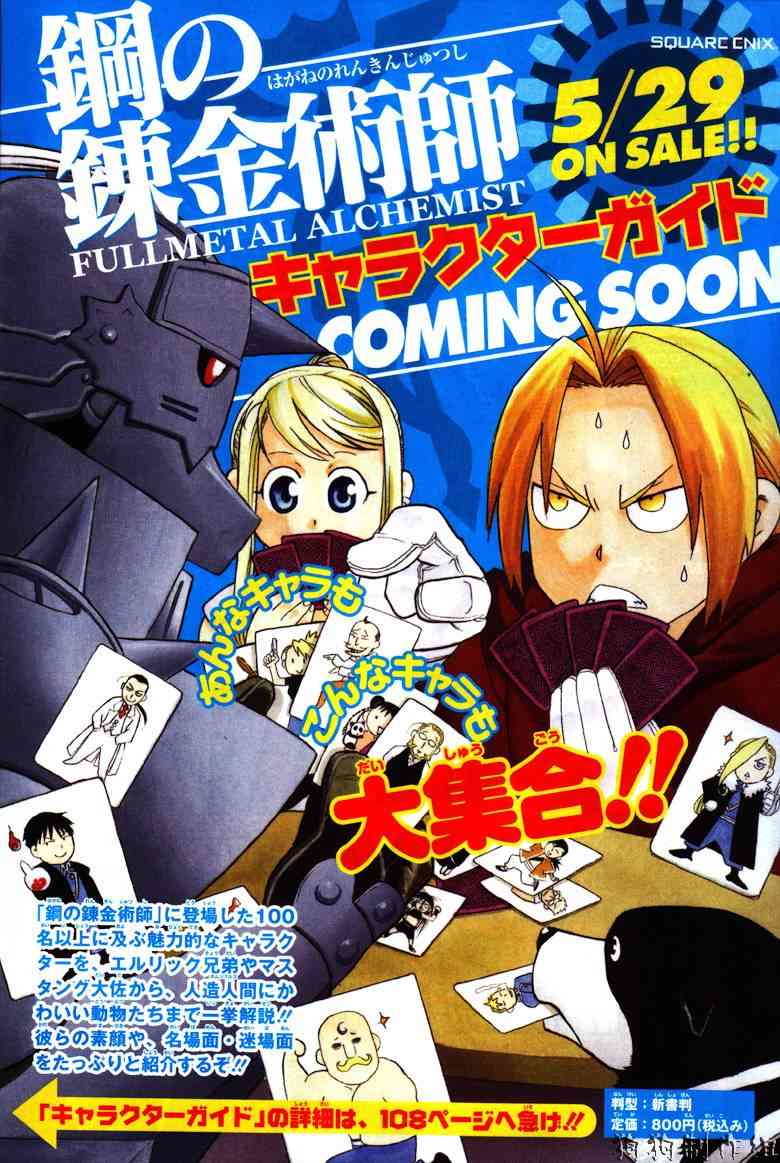 SQUARE ENIX
鋼の
はがねのれんきんじゅつし
錬金術師
FULLMETAL ALCHEMIST
5/29
ON SALE!!
キャラクターガイド
COMING SOON
あんなキャラも
こんなキャラも
だい しゅう ごう
大集合!!
「鋼の錬金術師」に登場した100
名以上に及ぶ魅力的なキャラク
ターを、エルリック兄弟やマス
タング大佐から、人造人間にか
わいい動物たちまで一挙解説!!
彼らの素顔や、名場面・迷場面
をたっぷりと紹介するぞ!!
「キャラクターガイド」の詳細は、108ページへ急げ!!
判型:新書判
定価:800円(税込み)